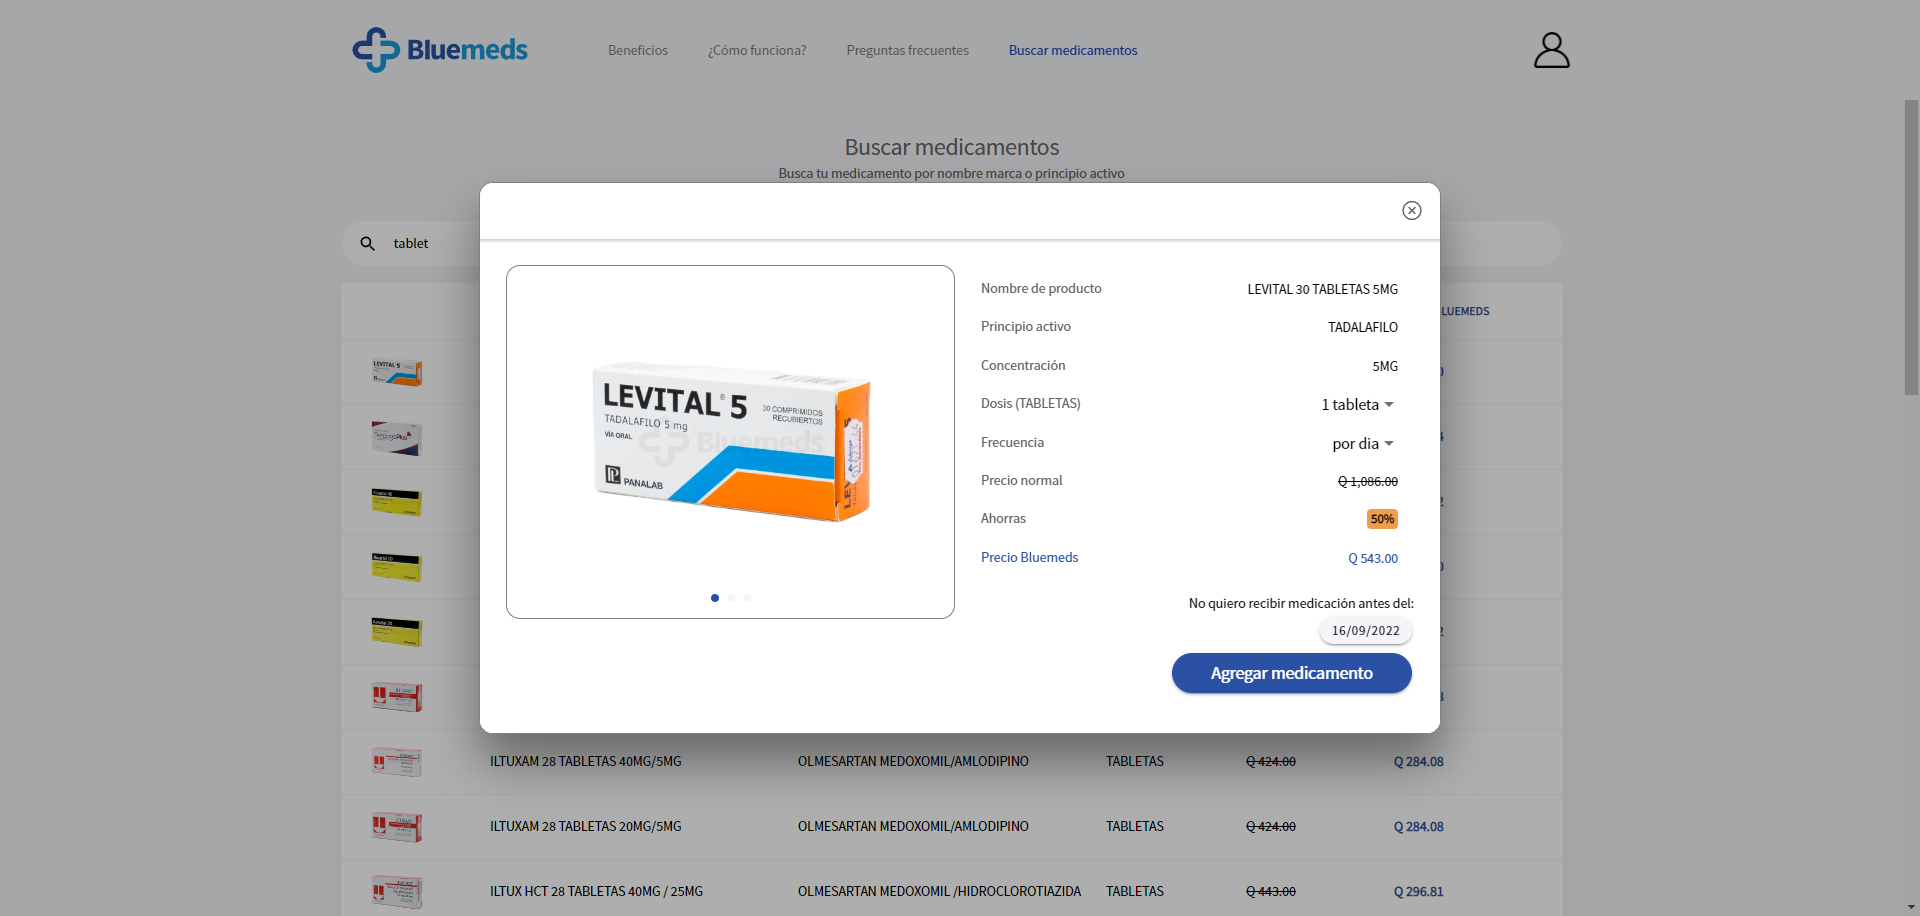 Bluemeds
Beneficios
¿Cómo funciona?
Preguntas frecuentes
Buscar medicamentos
Buscar medicamentos
Busca tu medicamento por nombre marca o principio activo
tablet
LUEMEDS
LEVITAL® 5
TADALAFILO 5 mg
VÍA ORAL
30 COMPRIMIDOS
RECUBIERTOS
Bluemeds
PANALAB
Nombre de producto LEVITAL 30 TABLETAS 5MG
Principio activo TADALAFILO
Concentración 5MG
Dosis (TABLETAS) 1 tableta
Frecuencia por dia
Precio normal Q 1,086.00
Ahorras 50%
Precio Bluemeds Q 543.00
No quiero recibir medicación antes del:
16/09/2022
Agregar medicamento
ILTUXAM 28 TABLETAS 40MG/5MG OLMESARTAN MEDOXOMIL/AMLODIPINO TABLETAS Q 424.00 Q 284.08
ILTUXAM 28 TABLETAS 20MG/5MG OLMESARTAN MEDOXOMIL/AMLODIPINO TABLETAS Q 424.00 Q 284.08
ILTUX HCT 28 TABLETAS 40MG / 25MG OLMESARTAN MEDOXOMIL /HIDROCLOROTIAZIDA TABLETAS Q 443.00 Q 296.81